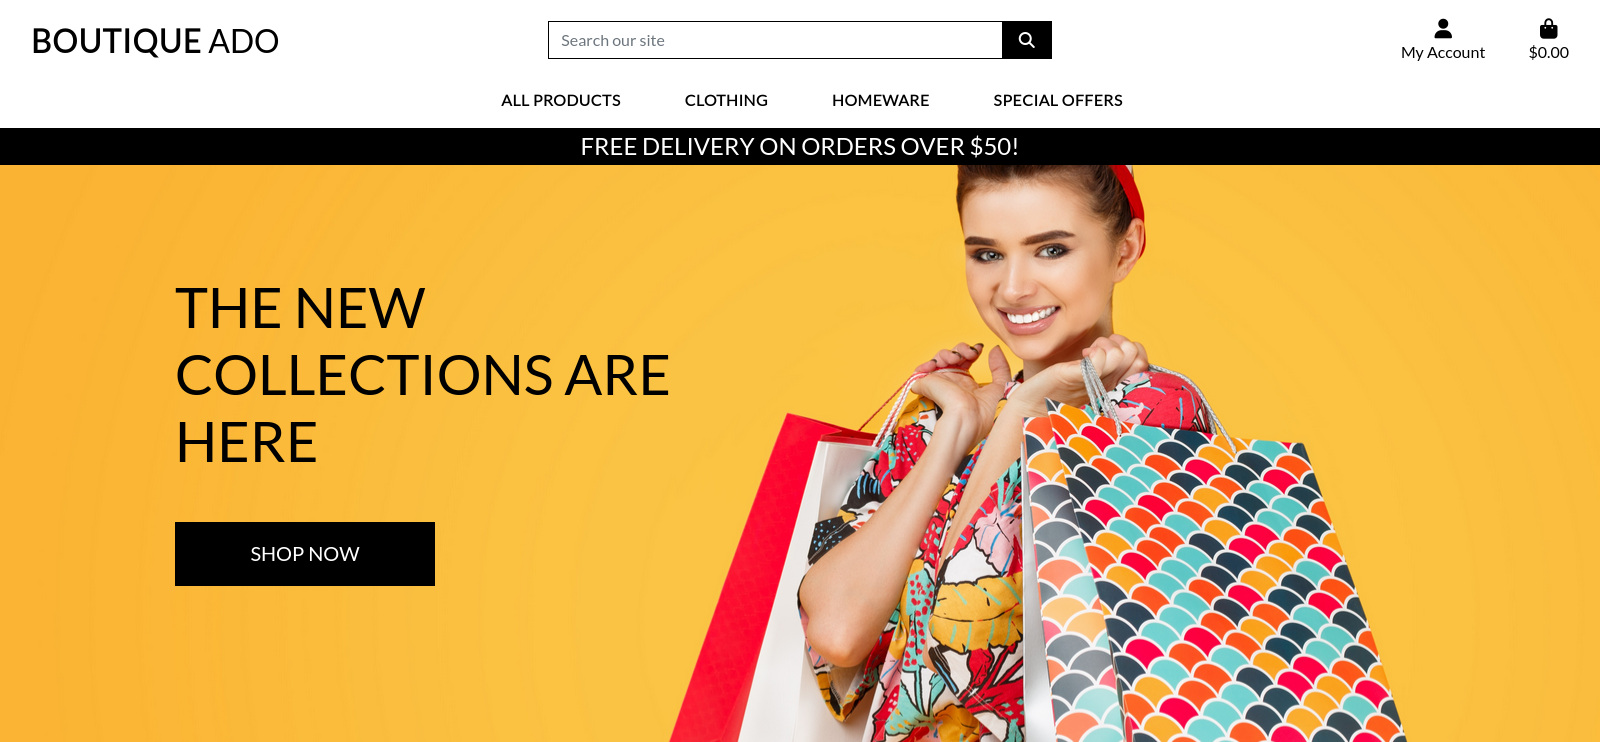 BOUTIQUE ADO
Search our site
My Account
$0.00
ALL PRODUCTS
CLOTHING
HOMEWARE
SPECIAL OFFERS
FREE DELIVERY ON ORDERS OVER $50!
THE NEW
COLLECTIONS ARE
HERE
SHOP NOW